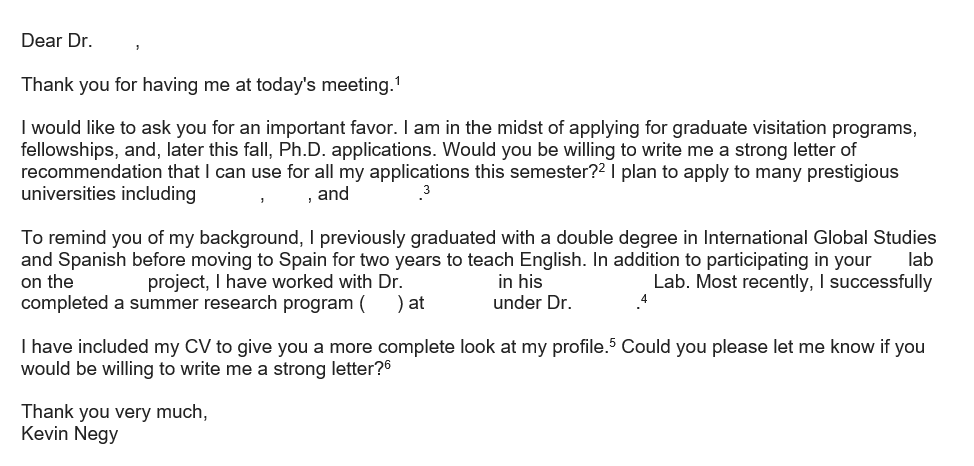 Dear Dr. ,
Thank you for having me at today's meeting.¹
I would like to ask you for an important favor. I am in the midst of applying for graduate visitation programs,
fellowships, and, later this fall, Ph.D. applications. Would you be willing to write me a strong letter of
recommendation that I can use for all my applications this semester?² I plan to apply to many prestigious
universities including , , and .³
To remind you of my background, I previously graduated with a double degree in International Global Studies
and Spanish before moving to Spain for two years to teach English. In addition to participating in your lab
on the project, I have worked with Dr. in his Lab. Most recently, I successfully
completed a summer research program ( ) at under Dr. .⁴
I have included my CV to give you a more complete look at my profile.⁵ Could you please let me know if you
would be willing to write me a strong letter?⁶
Thank you very much,
Kevin Negy